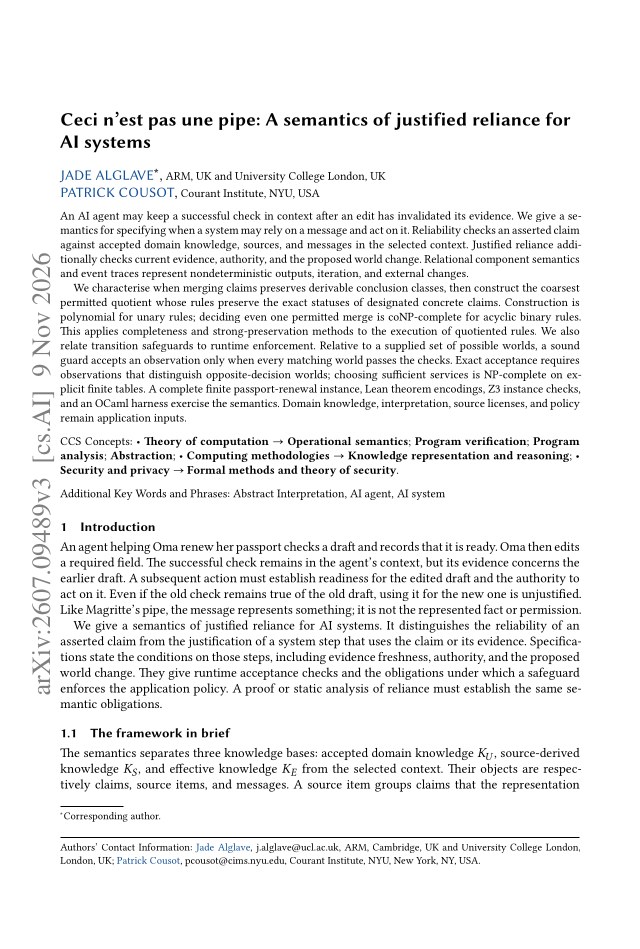 Ceci n'est pas une pipe: A semantics of justified reliance for
AI systems
JADE ALGLAVE*, ARM, UK and University College London, UK
PATRICK COUSOT, Courant Institute, NYU, USA
An AI agent may keep a successful check in context after an edit has invalidated its evidence. We give a se-
mantics for specifying when a system may rely on a message and act on it. Reliability checks an asserted claim
against accepted domain knowledge, sources, and messages in the selected context. Justified reliance addi-
tionally checks current evidence, authority, and the proposed world change. Relational component semantics
and event traces represent nondeterministic outputs, iteration, and external changes.
We characterise when merging claims preserves derivable conclusion classes, then construct the coarsest
permitted quotient whose rules preserve the exact statuses of designated concrete claims. Construction is
polynomial for unary rules; deciding even one permitted merge is coNP-complete for acyclic binary rules.
This applies completeness and strong-preservation methods to the execution of quotiented rules. We also
relate transition safeguards to runtime enforcement. Relative to a supplied set of possible worlds, a sound
guard accepts an observation only when every matching world passes the checks. Exact acceptance requires
observations that distinguish opposite-decision worlds; choosing sufficient services is NP-complete on ex-
plicit finite tables. A complete finite passport-renewal instance, Lean theorem encodings, Z3 instance checks,
and an OCaml harness exercise the semantics. Domain knowledge, interpretation, source licenses, and policy
remain application inputs.
CCS Concepts: • Theory of computation → Operational semantics; Program verification; Program
analysis; Abstraction; • Computing methodologies → Knowledge representation and reasoning; •
Security and privacy → Formal methods and theory of security.
Additional Key Words and Phrases: Abstract Interpretation, AI agent, AI system
1 Introduction
An agent helping Oma renew her passport checks a draft and records that it is ready. Oma then edits
a required field. The successful check remains in the agent's context, but its evidence concerns the
earlier draft. A subsequent action must establish readiness for the edited draft and the authority to
act on it. Even if the old check remains true of the old draft, using it for the new one is unjustified.
Like Magritte's pipe, the message represents something; it is not the represented fact or permission.
We give a semantics of justified reliance for AI systems. It distinguishes the reliability of an
asserted claim from the justification of a system step that uses the claim or its evidence. Specifica-
tions state the conditions on those steps, including evidence freshness, authority, and the proposed
world change. They give runtime acceptance checks and the obligations under which a safeguard
enforces the application policy. A proof or static analysis of reliance must establish the same se-
mantic obligations.
1.1 The framework in brief
The semantics separates three knowledge bases: accepted domain knowledge K_U, source-derived
knowledge K_S, and effective knowledge K_E from the selected context. Their objects are respec-
tively claims, source items, and messages. A source item groups claims that the representation
*Corresponding author.
Authors' Contact Information: Jade Alglave, j.alglave@ucl.ac.uk, ARM, Cambridge, UK and University College London,
London, UK; Patrick Cousot, pcousot@cims.nyu.edu, Courant Institute, NYU, New York, NY, USA.
arXiv:2607.09489v3 [cs.AI] 9 Nov 2026